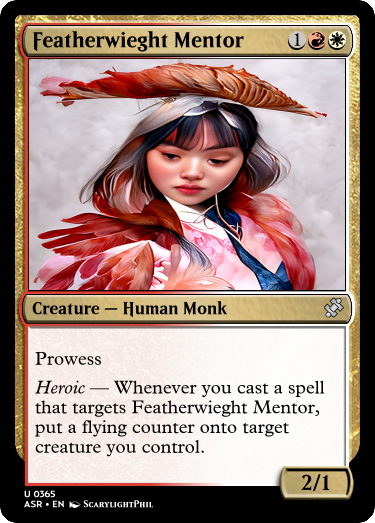 Featherwieght Mentor 1
Creature — Human Monk
Prowess
Heroic — Whenever you cast a spell
that targets Featherwieght Mentor,
put a flying counter onto target
creature you control.
2/1
U 0365
ASR • EN ScarylightPhil